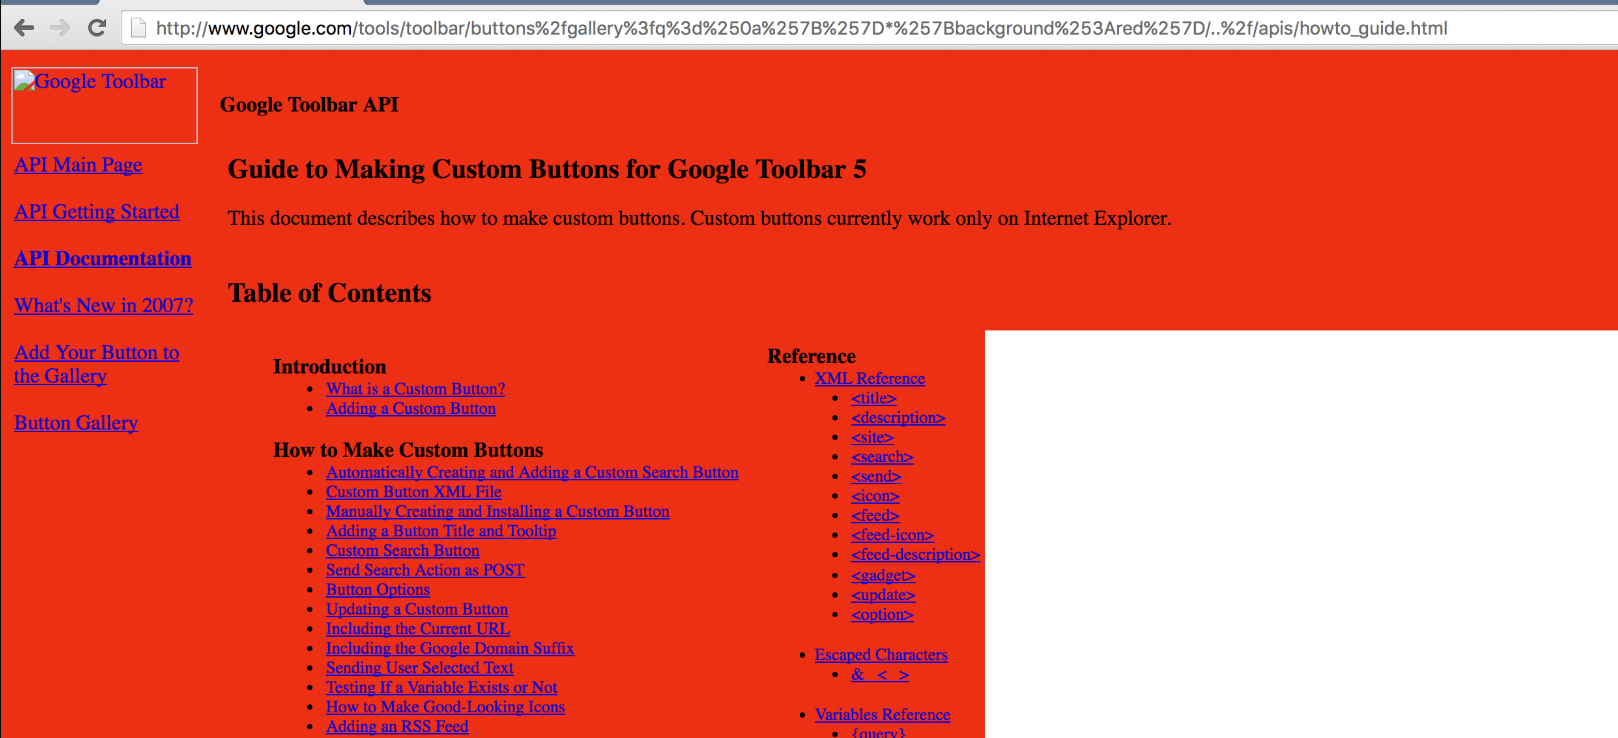 http://www.google.com/tools/toolbar/buttons%2fgallery%3fq%3d%250a%257B%257D*%257Bbackground%253Ared%257D/..%2f/apis/howto_guide.html
Google Toolbar
Google Toolbar API
API Main Page
API Getting Started
API Documentation
What's New in 2007?
Add Your Button to
the Gallery
Button Gallery
Guide to Making Custom Buttons for Google Toolbar 5
This document describes how to make custom buttons. Custom buttons currently work only on Internet Explorer.
Table of Contents
Introduction
What is a Custom Button?
Adding a Custom Button
How to Make Custom Buttons
Automatically Creating and Adding a Custom Search Button
Custom Button XML File
Manually Creating and Installing a Custom Button
Adding a Button Title and Tooltip
Custom Search Button
Send Search Action as POST
Button Options
Updating a Custom Button
Including the Current URL
Including the Google Domain Suffix
Sending User Selected Text
Testing If a Variable Exists or Not
How to Make Good-Looking Icons
Adding an RSS Feed
Reference
XML Reference
<title>
<description>
<site>
<search>
<send>
<icon>
<feed>
<feed-icon>
<feed-description>
<gadget>
<update>
<option>
Escaped Characters
& < >
Variables Reference
{query}